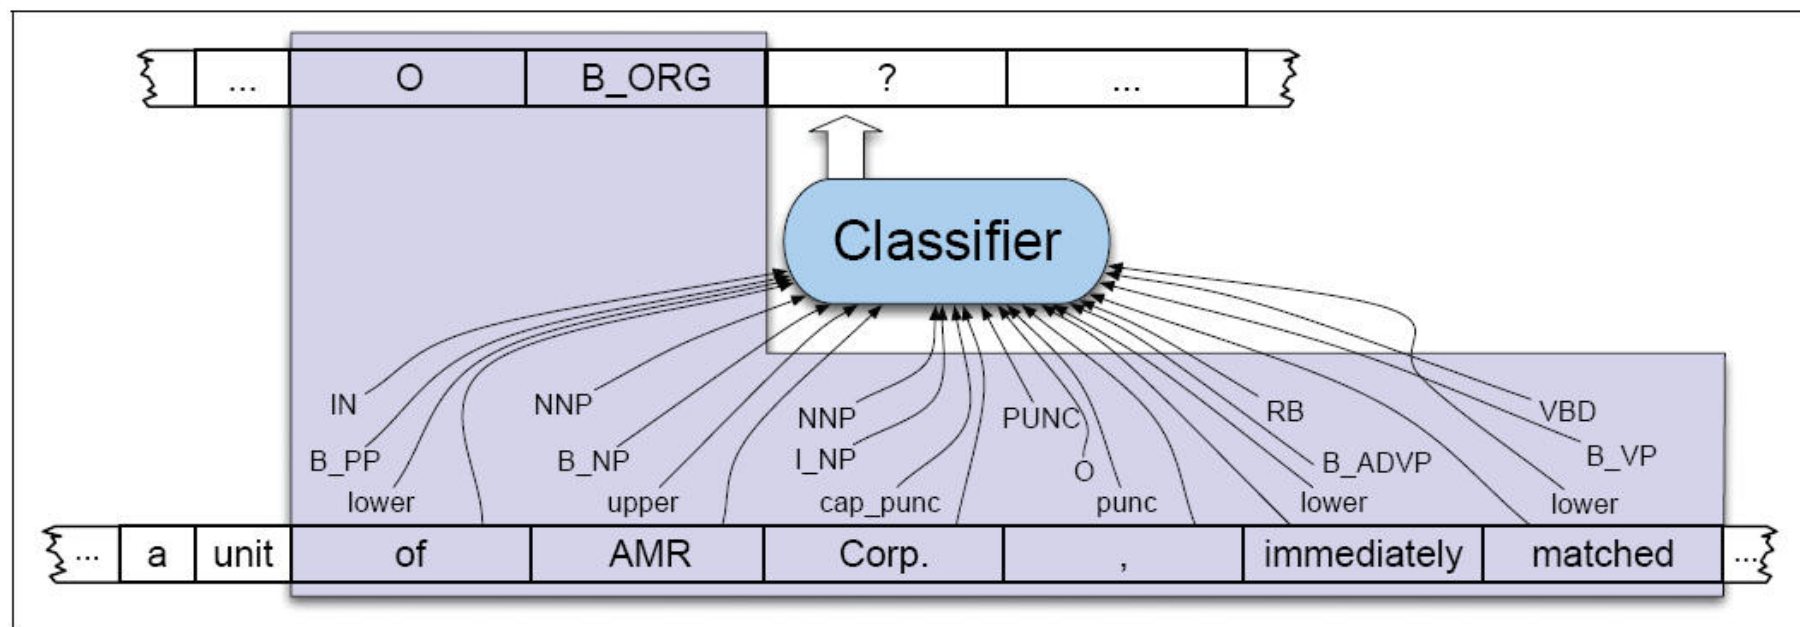 ... O B_ORG ? ...
Classifier
IN NNP NNP PUNC RB VBD
B_PP B_NP I_NP O B_ADVP B_VP
lower upper cap_punc punc lower lower
... a unit of AMR Corp. , immediately matched ...